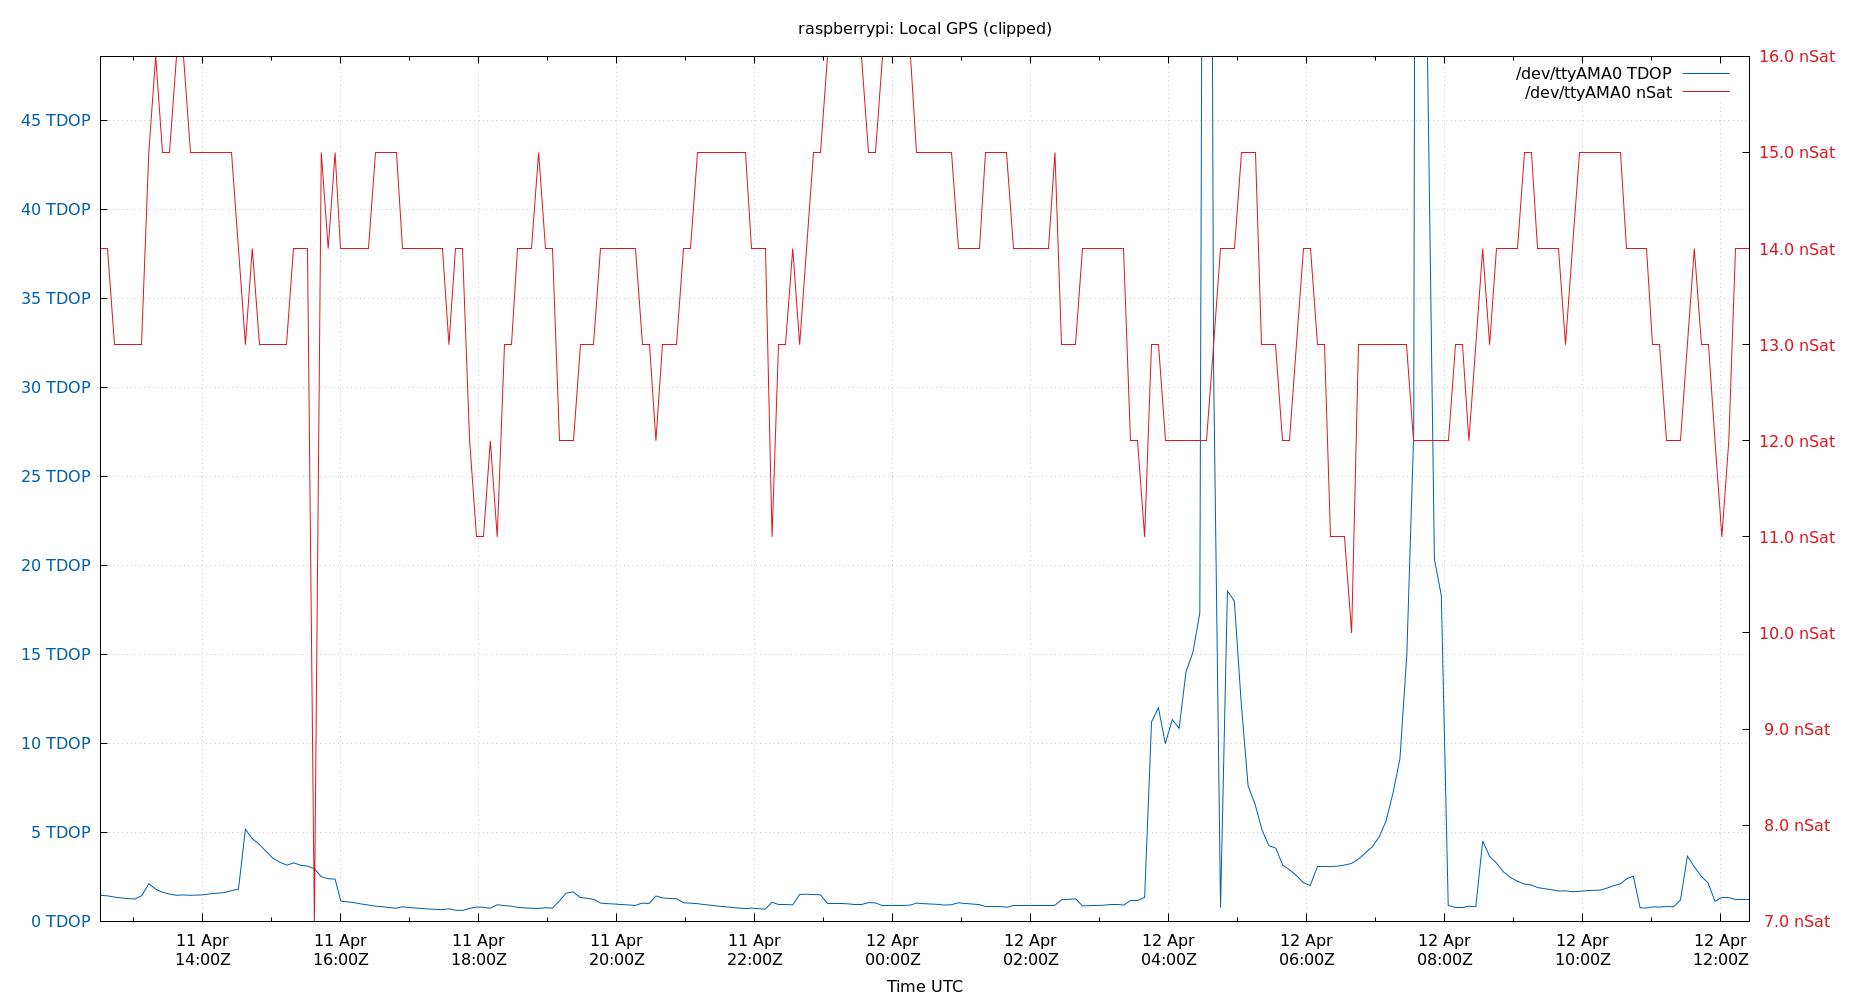 raspberrypi: Local GPS (clipped)
/dev/ttyAMA0 TDOP
/dev/ttyAMA0 nSat
45 TDOP
40 TDOP
35 TDOP
30 TDOP
25 TDOP
20 TDOP
15 TDOP
10 TDOP
5 TDOP
0 TDOP
16.0 nSat
15.0 nSat
14.0 nSat
13.0 nSat
12.0 nSat
11.0 nSat
10.0 nSat
9.0 nSat
8.0 nSat
7.0 nSat
11 Apr 11 Apr 11 Apr 11 Apr 11 Apr 12 Apr 12 Apr 12 Apr 12 Apr 12 Apr 12 Apr 12 Apr
14:00Z 16:00Z 18:00Z 20:00Z 22:00Z 00:00Z 02:00Z 04:00Z 06:00Z 08:00Z 10:00Z 12:00Z
Time UTC